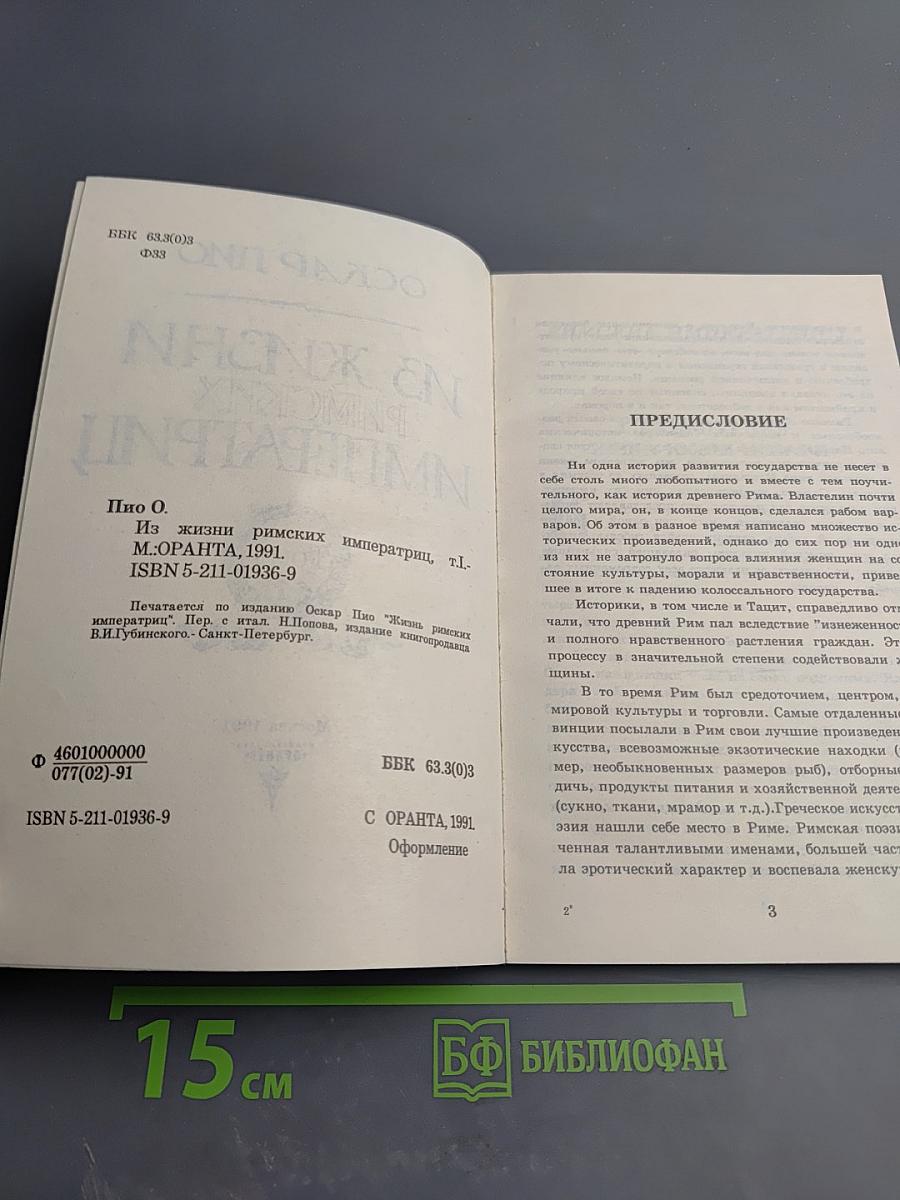 ББК 63.3(0)3
Ф33
Пио О.
Из жизни римских императриц, т.I.-
М.:ОРАНТА, 1991.
ISBN 5-211-01936-9
Печатается по изданию Оскар Пио "Жизнь римских
императриц". Пер. с итал. Н.Попова, издание книгопродавца
В.И.Губинского.- Санкт-Петербург.
Ф 4601000000
077(02)-91
ББК 63.3(0)3
ISBN 5-211-01936-9
С ОРАНТА, 1991.
Оформление
ПРЕДИСЛОВИЕ
Ни одна история развития государства не несет в
себе столь много любопытного и вместе с тем поучи-
тельного, как история древнего Рима. Властелин почти
целого мира, он, в конце концов, сделался рабом вар-
варов. Об этом в разное время написано множество ис-
торических произведений, однако до сих пор ни одно
из них не затронуло вопроса влияния женщин на со
стояние культуры, морали и нравственности, приве
шее в итоге к падению колоссального государства.
Историки, в том числе и Тацит, справедливо отм
чали, что древний Рим пал вследствие "изнеженнос
и полного нравственного растления граждан. Эт
процессу в значительной степени содействовали ж
щины.
В то время Рим был средоточием, центром,
мировой культуры и торговли. Самые отдаленные
винции посылали в Рим свои лучшие произведен
кусства, всевозможные экзотические находки (
мер, необыкновенных размеров рыб), отборные
дичь, продукты питания и хозяйственной деяте
(сукно, ткани, мрамор и т.д.).Греческое искусст
эзия нашли себе место в Риме. Римская поэзи
ченная талантливыми именами, большей част
ла эротический характер и воспевала женску
2*
3
15 см
БФ БИБЛИОФАН